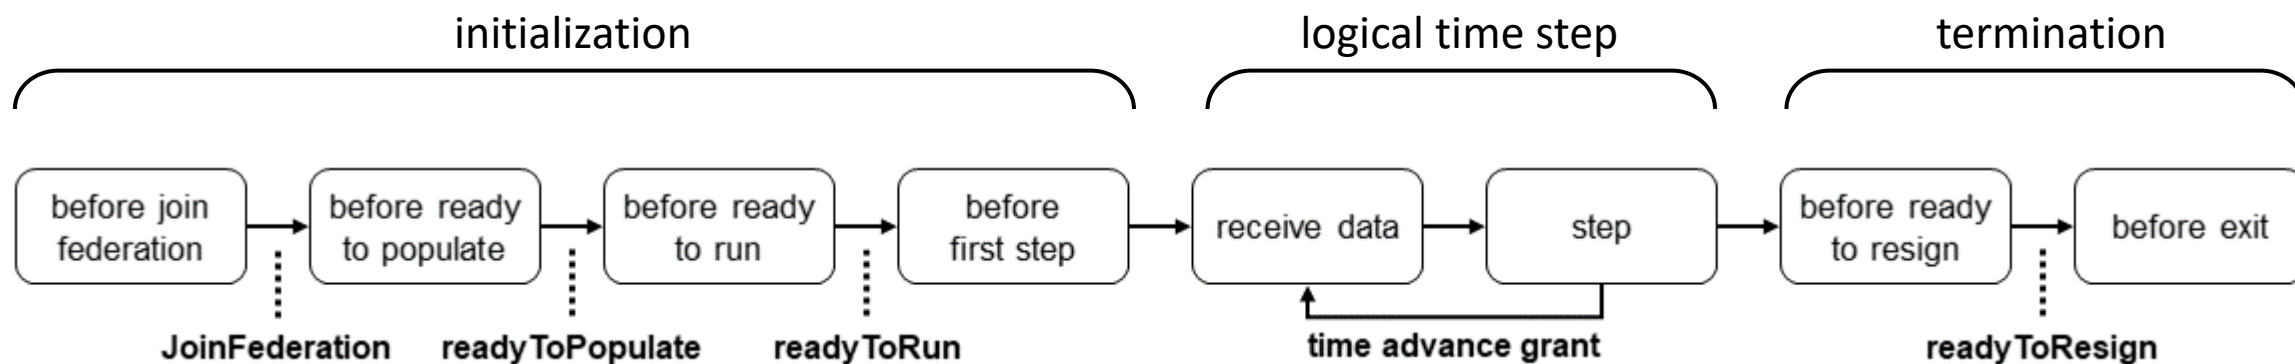 initialization
logical time step
termination
before join
federation
before ready
to populate
before ready
to run
before
first step
receive data
step
before ready
to resign
before exit
JoinFederation
readyToPopulate
readyToRun
time advance grant
readyToResign